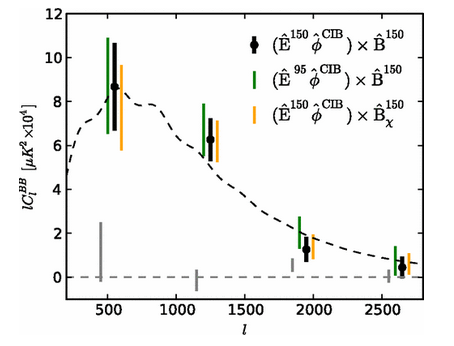 12
10
8
6
4
2
0
500 1000 1500 2000 2500
l
lC_l^{BB} [μK² ×10⁴]
(Ê^{150} φ̂^{CIB}) × B̂^{150}
(Ê^{95} φ̂^{CIB}) × B̂^{150}
(Ê^{150} φ̂^{CIB}) × B̂_χ^{150}